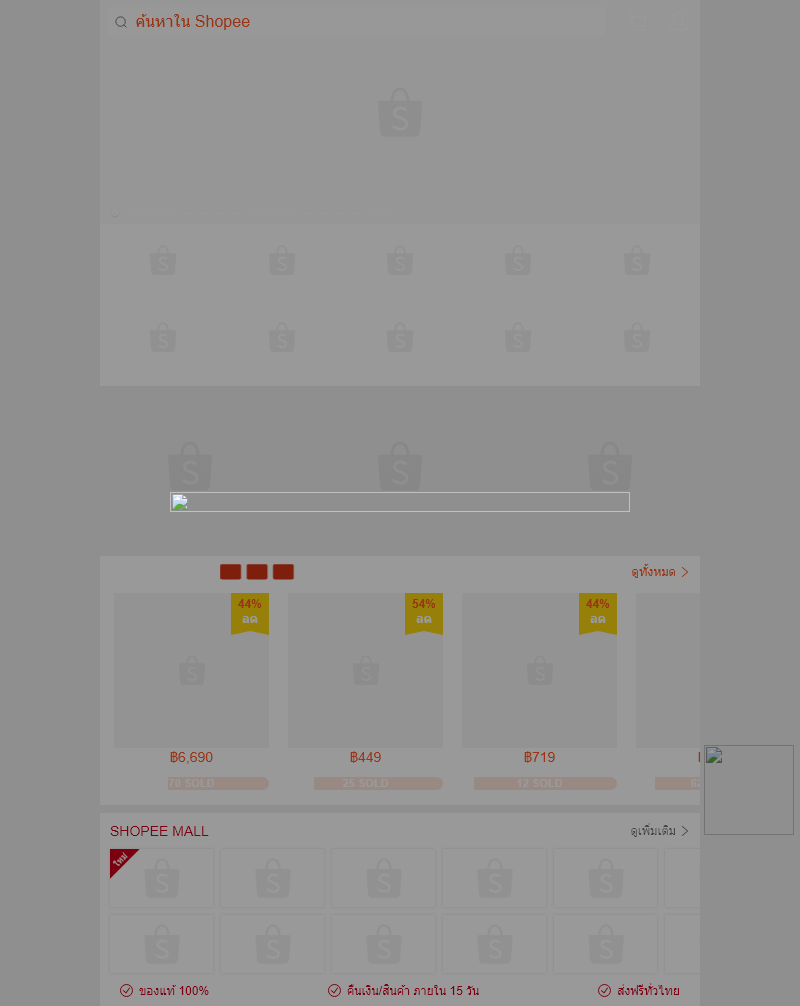 ค้นหาใน Shopee
ดูทั้งหมด
44%
ลด
54%
ลด
44%
ลด
฿6,690
฿449
฿719
70 SOLD
25 SOLD
12 SOLD
SHOPEE MALL
ดูเพิ่มเติม
ใหม่
ของแท้ 100%
คืนเงิน/สินค้า ภายใน 15 วัน
ส่งฟรีทั่วไทย